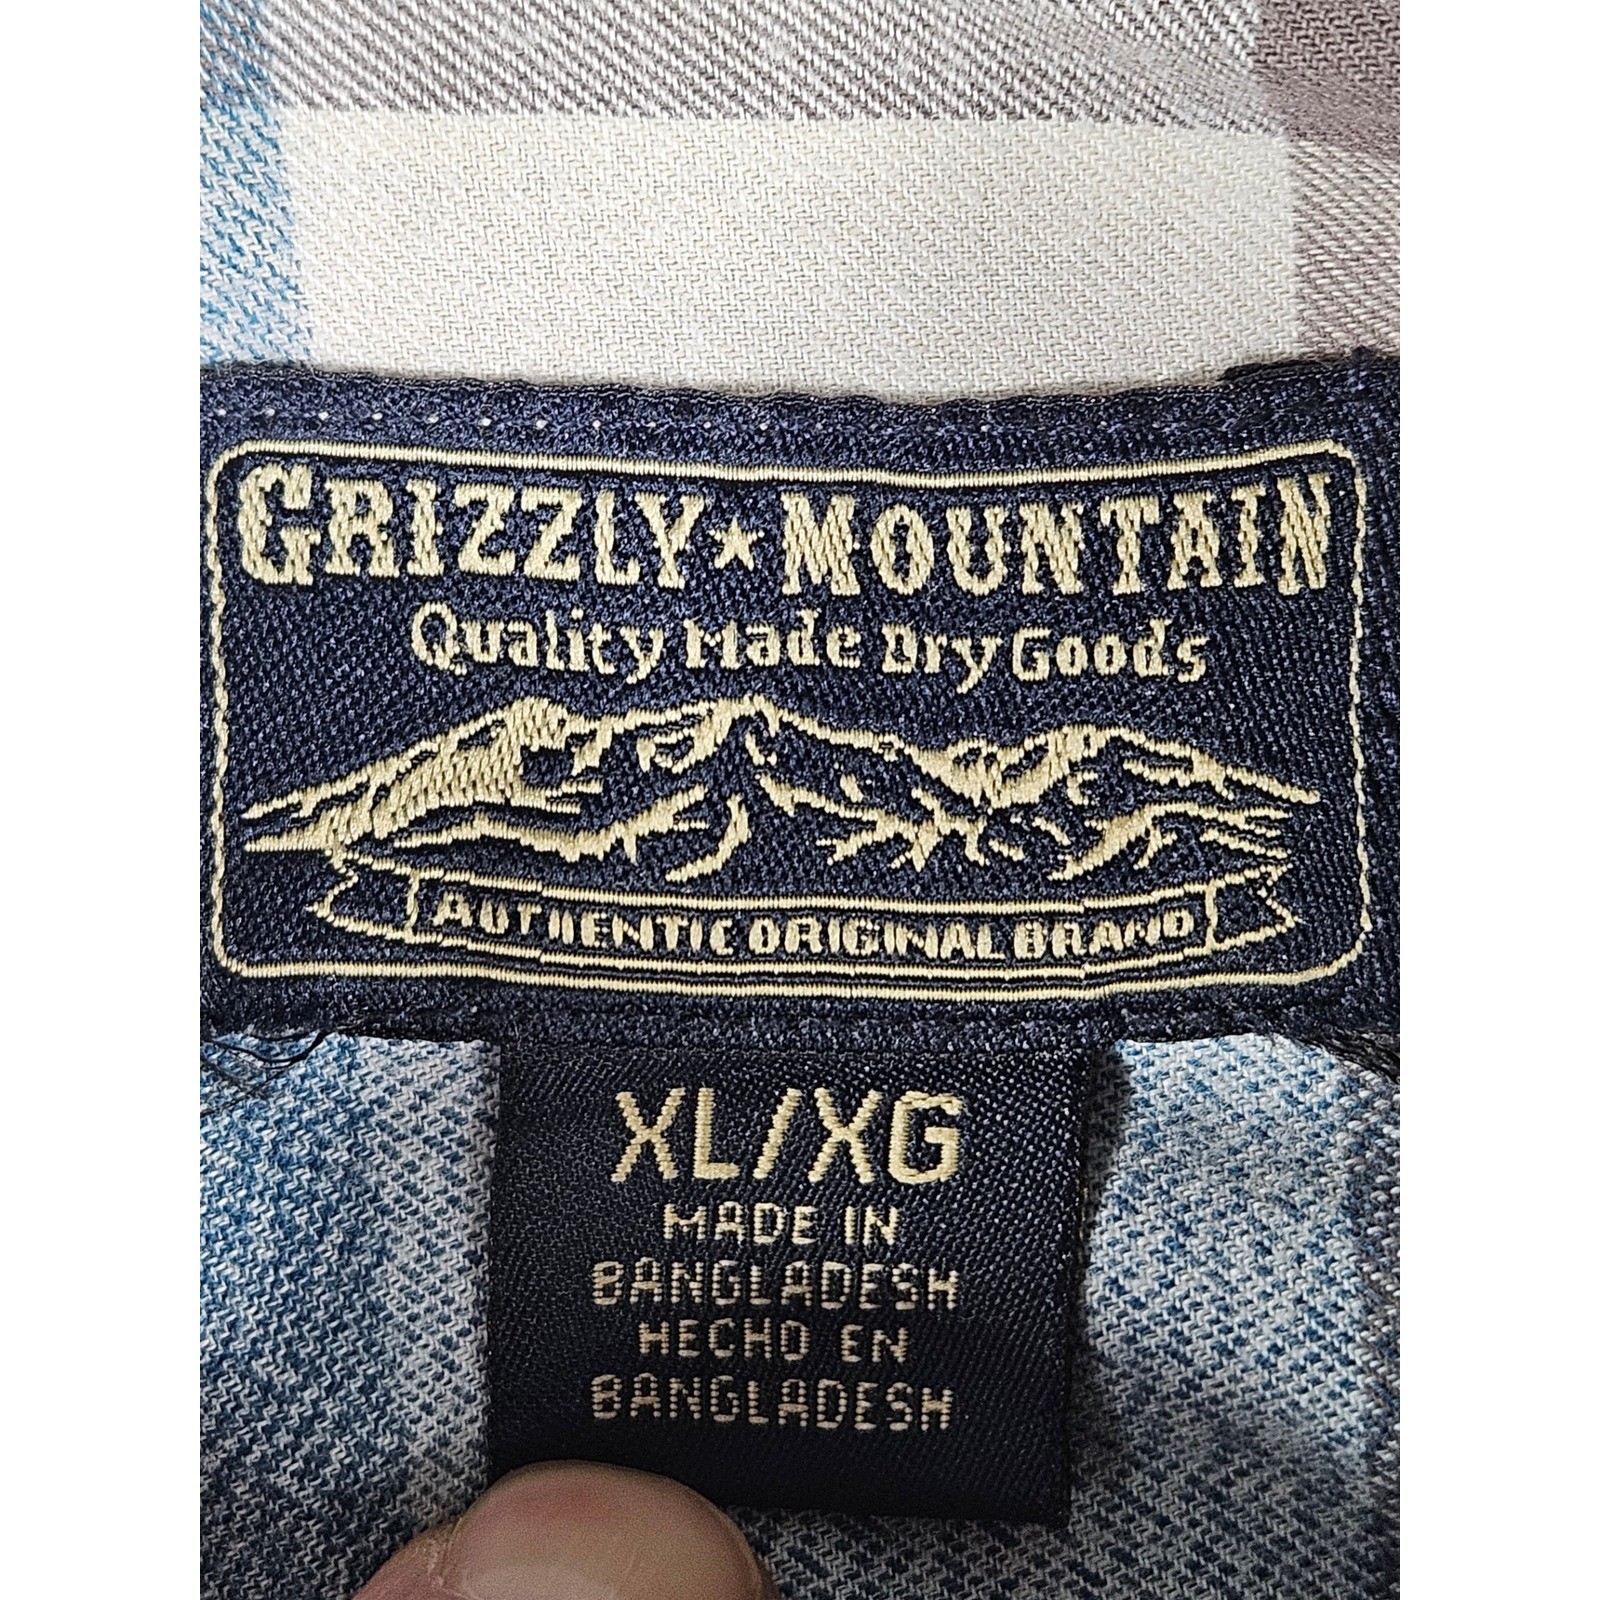 GRIZZLY★MOUNTAIN
Quality Made Dry Goods
AUTHENTIC ORIGINAL BRAND
XL/XG
MADE IN
BANGLADESH
HECHO EN
BANGLADESH